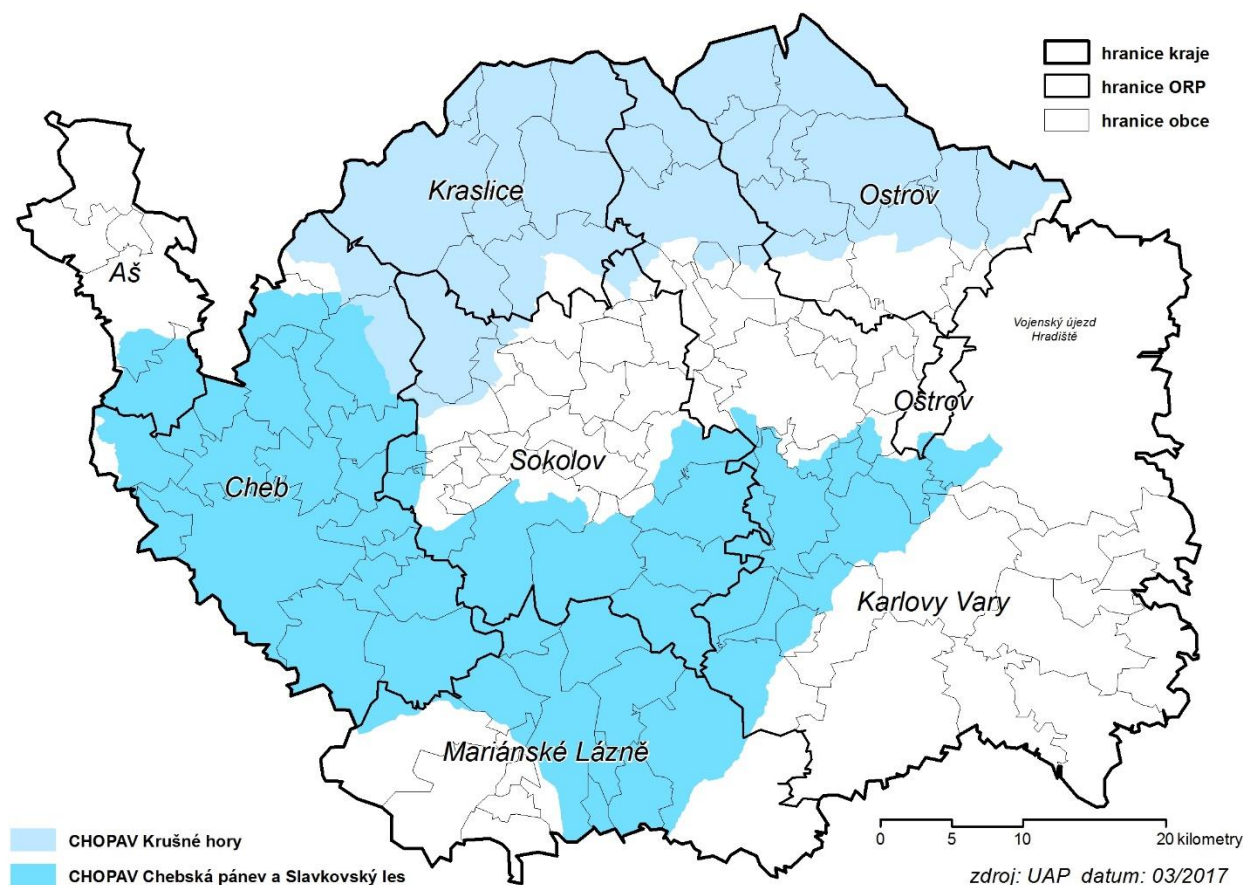 hranice kraje
hranice ORP
hranice obce
Kraslice
Ostrov
Aš
Vojenský újezd
Hradiště
Ostrov
Sokolov
Cheb
Karlovy Vary
Mariánské Lázně
0 5 10 20 kilometry
CHOPAV Krušné hory
CHOPAV Chebská pánev a Slavkovský les
zdroj: UAP datum: 03/2017